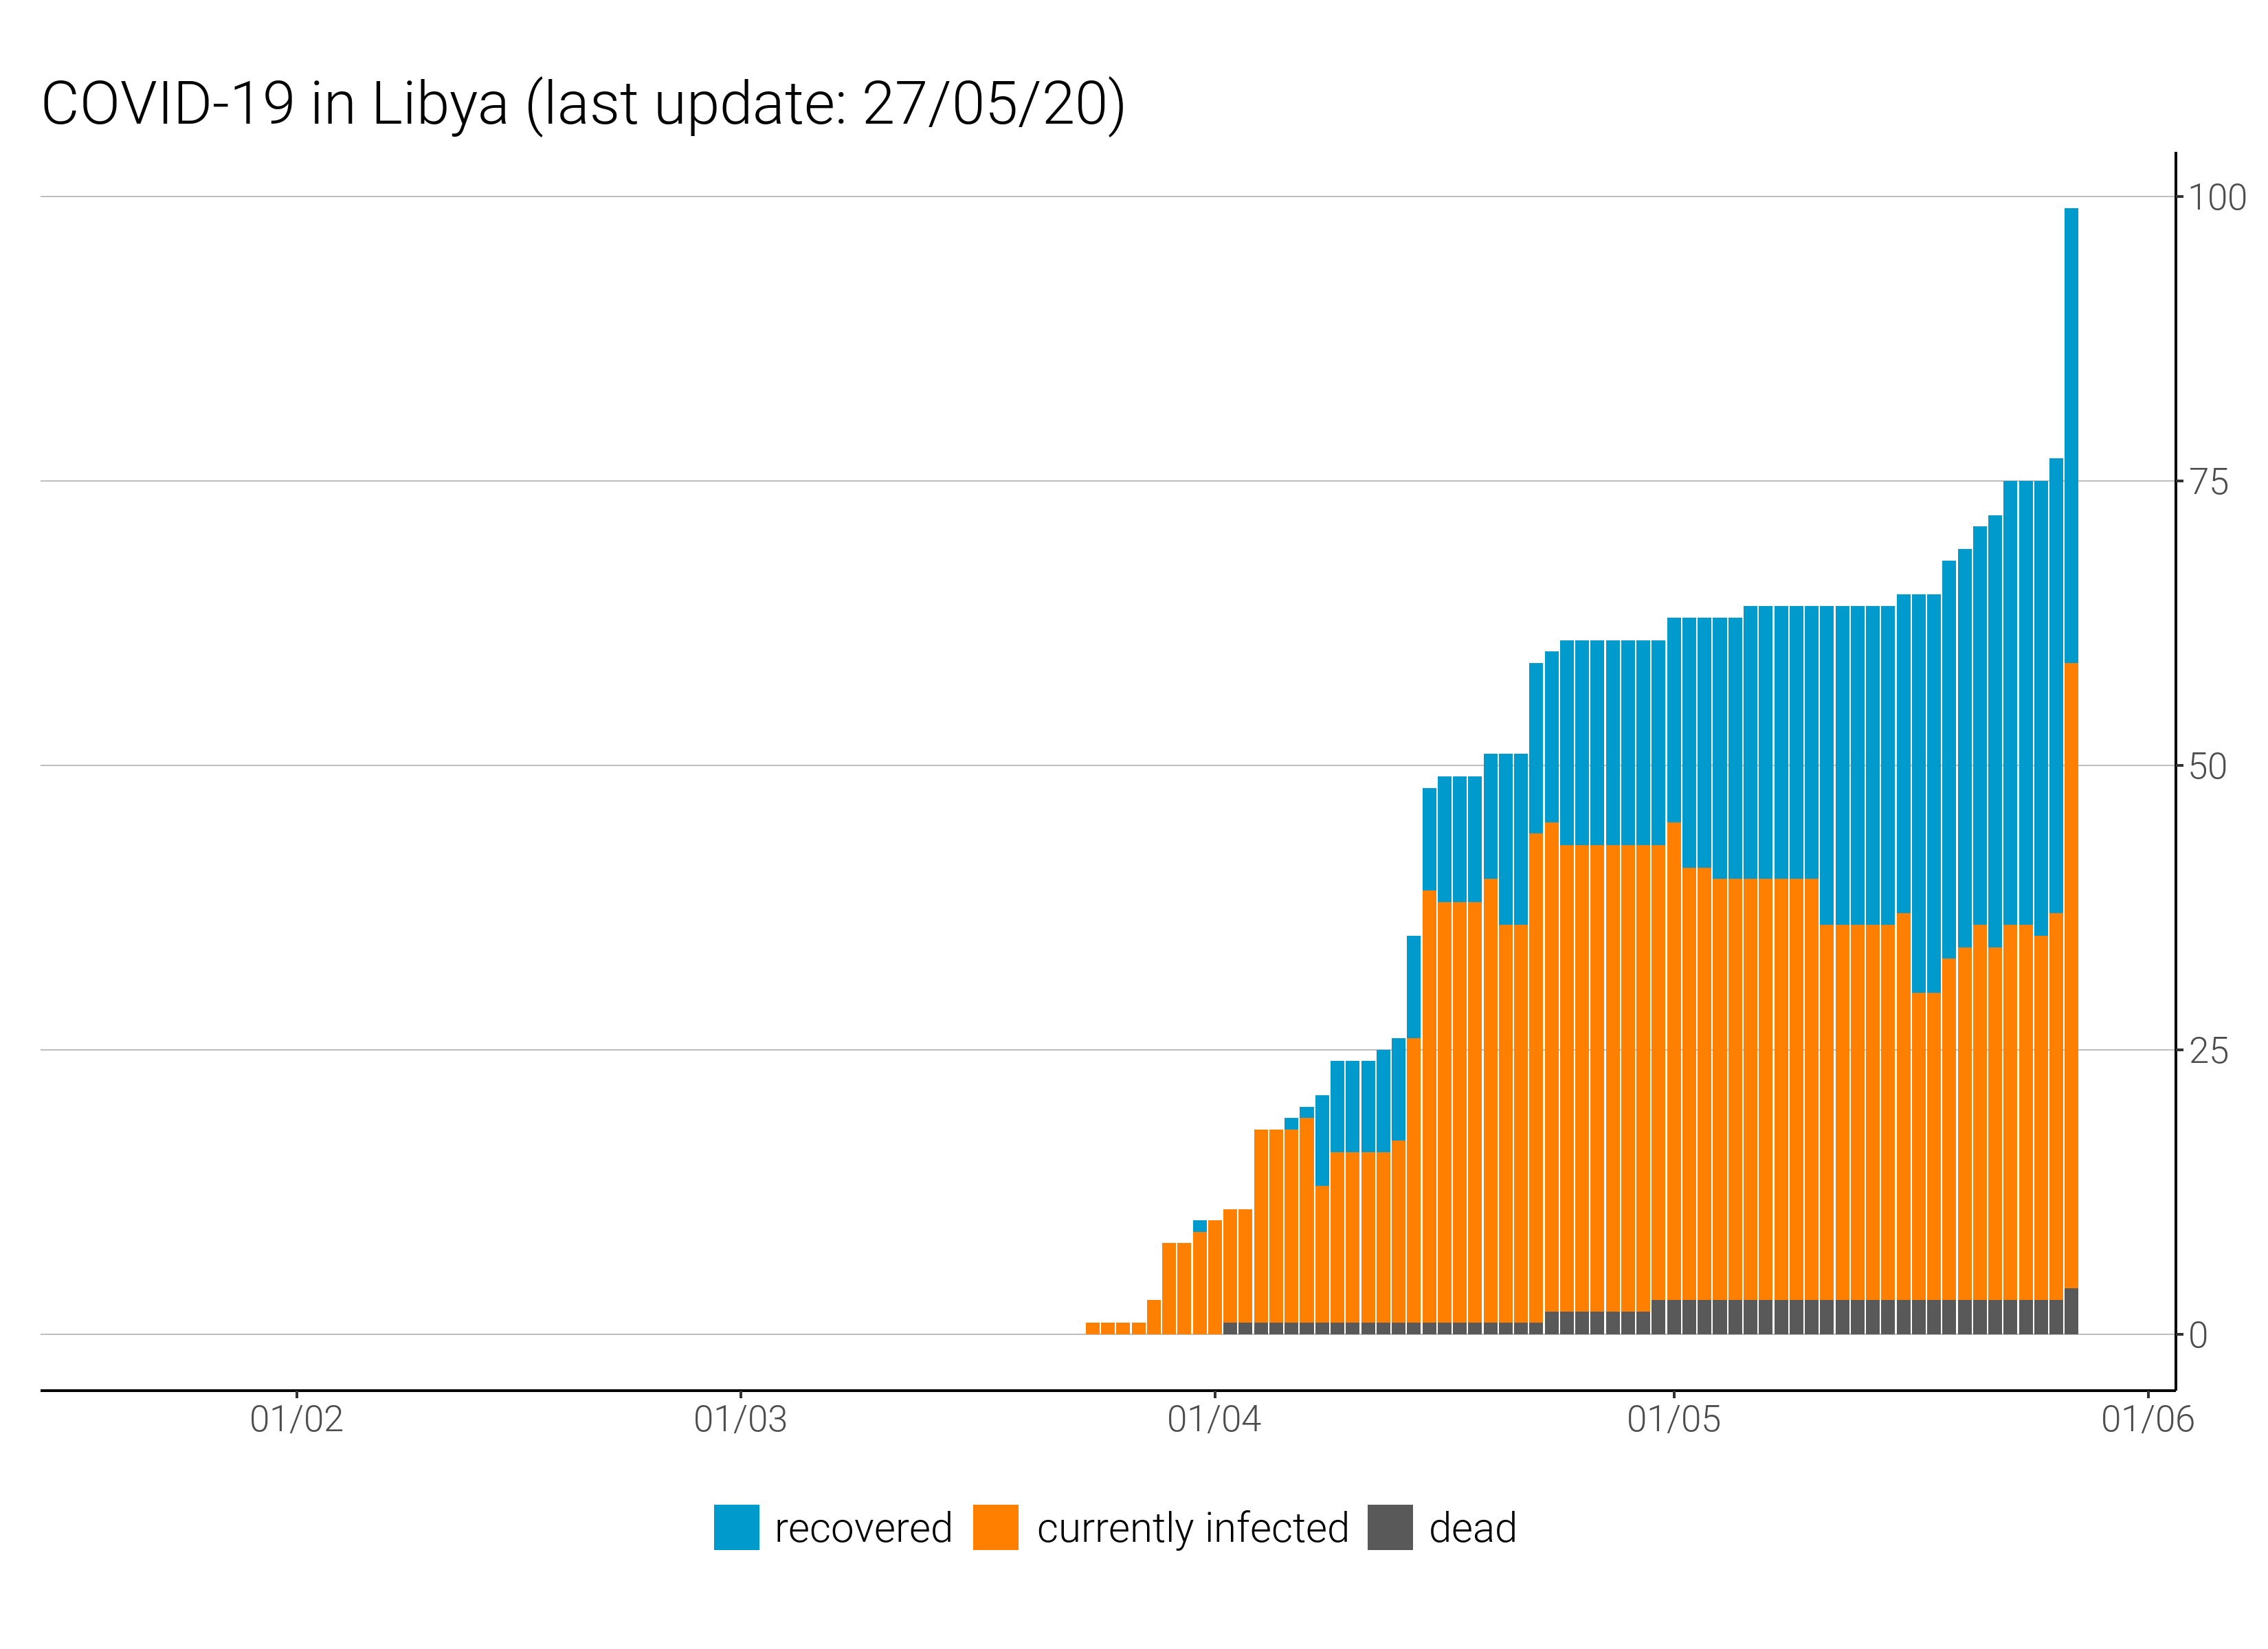 COVID-19 in Libya (last update: 27/05/20)
100
75
50
25
0
01/02 01/03 01/04 01/05 01/06
recovered currently infected dead